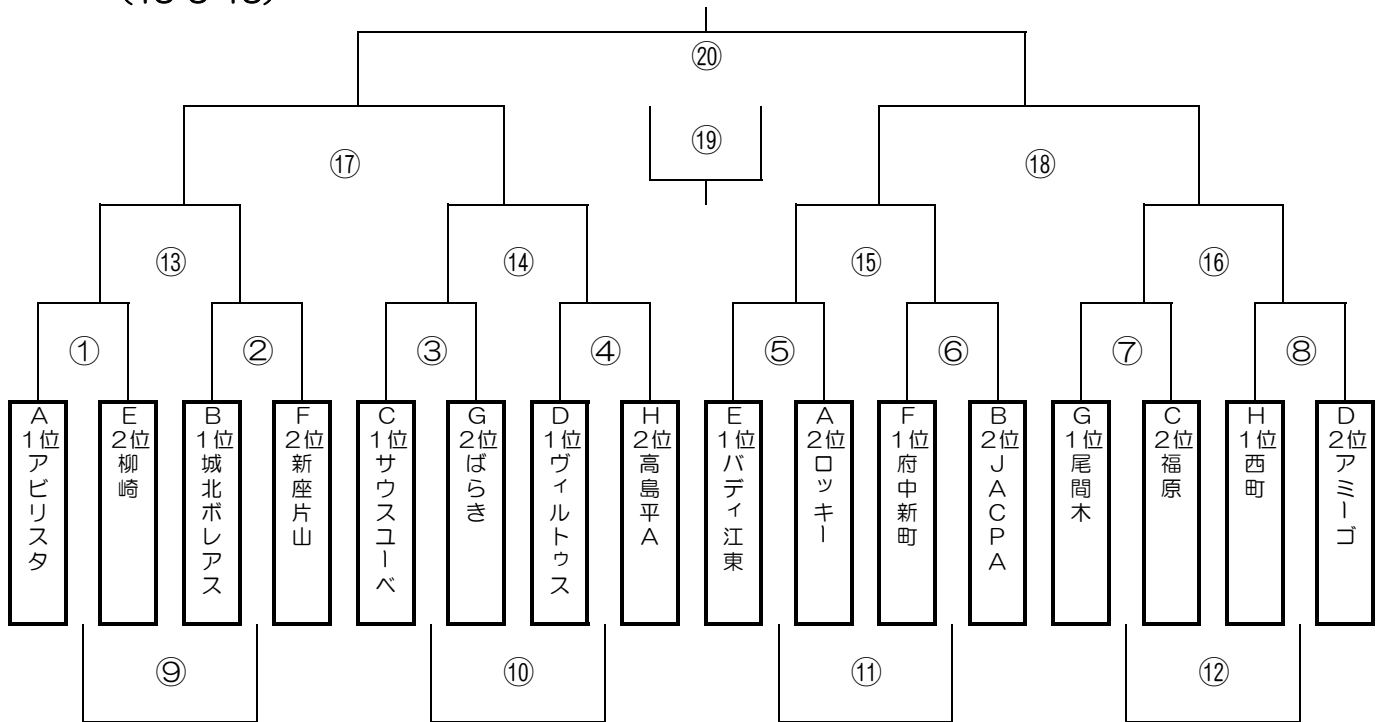 (15-5-15)
⑳
⑲
⑰
⑱
⑬
⑭
⑮
⑯
①
②
③
④
⑤
⑥
⑦
⑧
A1位アビリスタ
E2位柳崎
B1位城北ボレアス
F2位新座片山
C1位サウスユーベ
G2位ばらき
D1位ヴィルトゥス
H2位高島平A
E1位バディ江東
A2位ロッキー
F1位府中新町
B2位JACPA
G1位尾間木
C2位福原
H1位西町
D2位アミーゴ
⑨
⑩
⑪
⑫